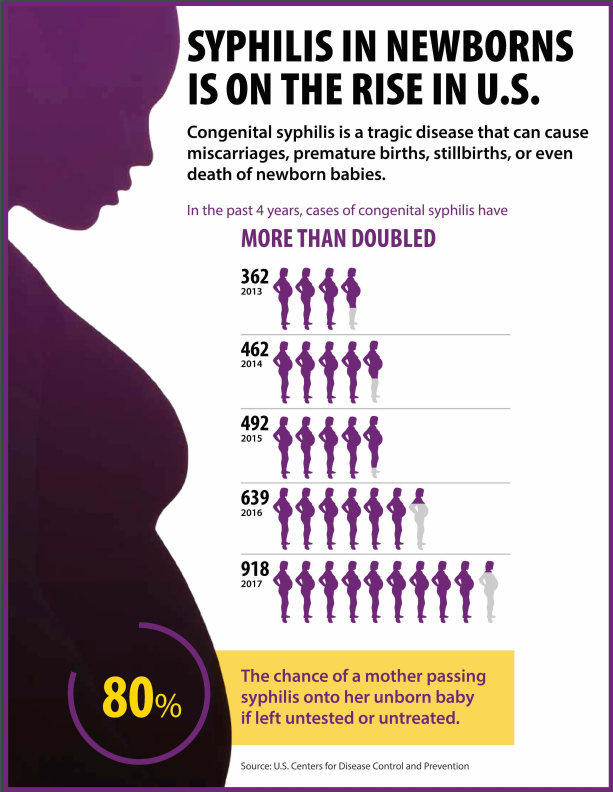 SYPHILIS IN NEWBORNS
IS ON THE RISE IN U.S.
Congenital syphilis is a tragic disease that can cause
miscarriages, premature births, stillbirths, or even
death of newborn babies.
In the past 4 years, cases of congenital syphilis have
MORE THAN DOUBLED
362
2013
462
2014
492
2015
639
2016
918
2017
80%
The chance of a mother passing
syphilis onto her unborn baby
if left untested or untreated.
Source: U.S. Centers for Disease Control and Prevention